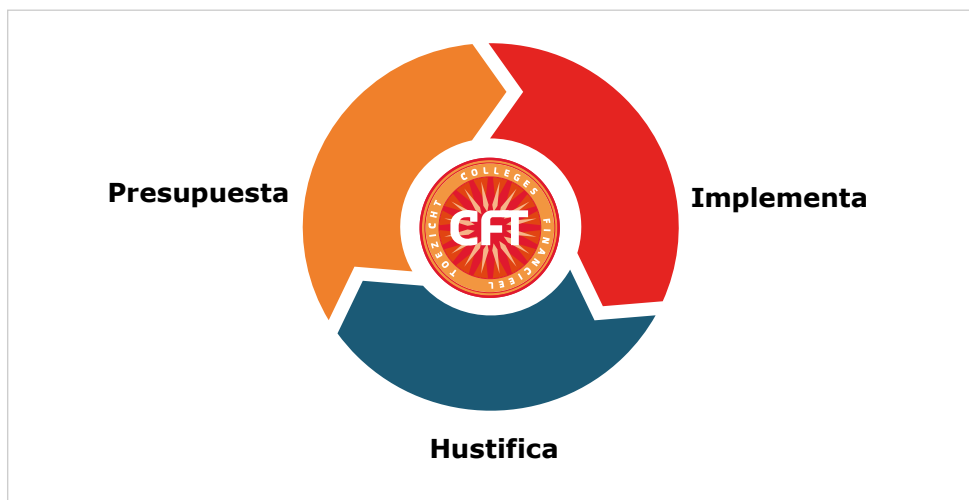 Presupuesta
Implementa
COLLEGES FINANCIEEL TOEZICHT
CFT
Hustifica